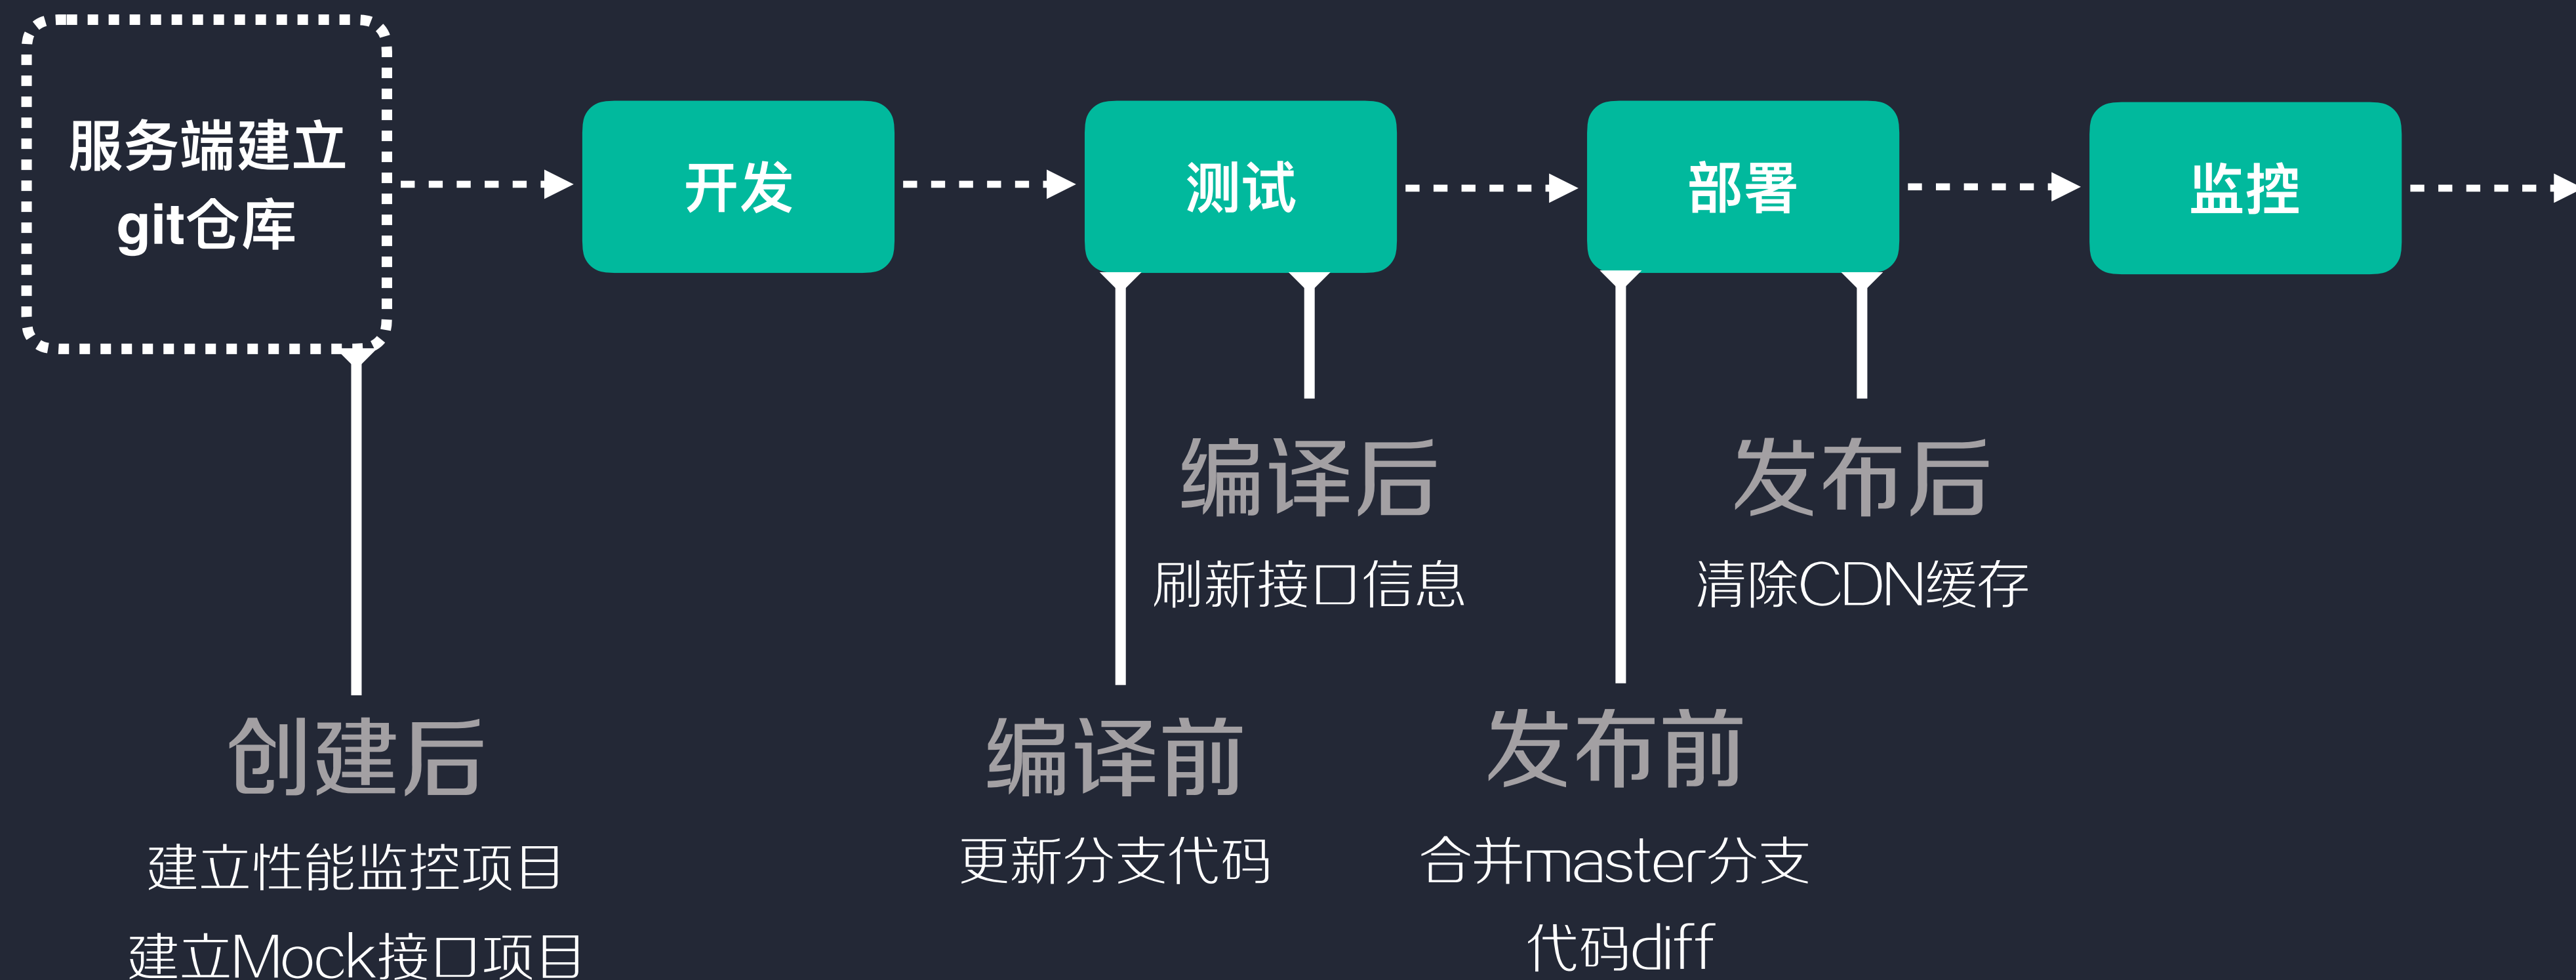 服务端建立
git仓库
开发
测试
部署
监控
编译后
刷新接口信息
发布后
清除CDN缓存
创建后
建立性能监控项目
建立Mock接口项目
编译前
更新分支代码
发布前
合并master分支
代码diff